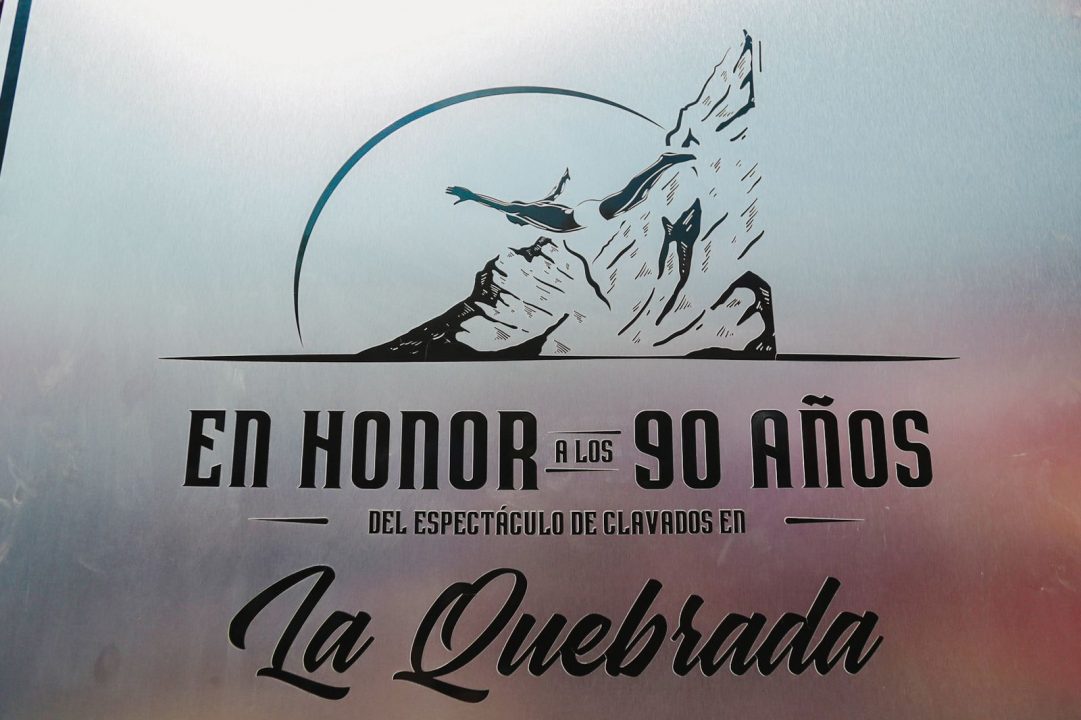 EN HONOR A LOS 90 AÑOS
DEL ESPECTÁCULO DE CLAVADOS EN
La Quebrada